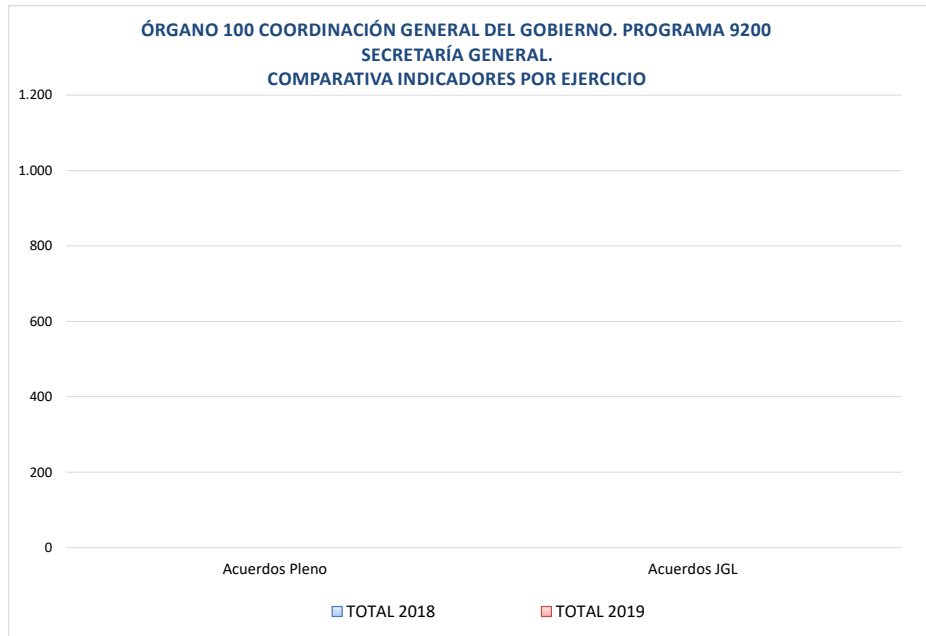 ÓRGANO 100 COORDINACIÓN GENERAL DEL GOBIERNO. PROGRAMA 9200
SECRETARÍA GENERAL.
COMPARATIVA INDICADORES POR EJERCICIO
1.200
1.000
800
600
400
200
0
Acuerdos Pleno Acuerdos JGL
TOTAL 2018 TOTAL 2019